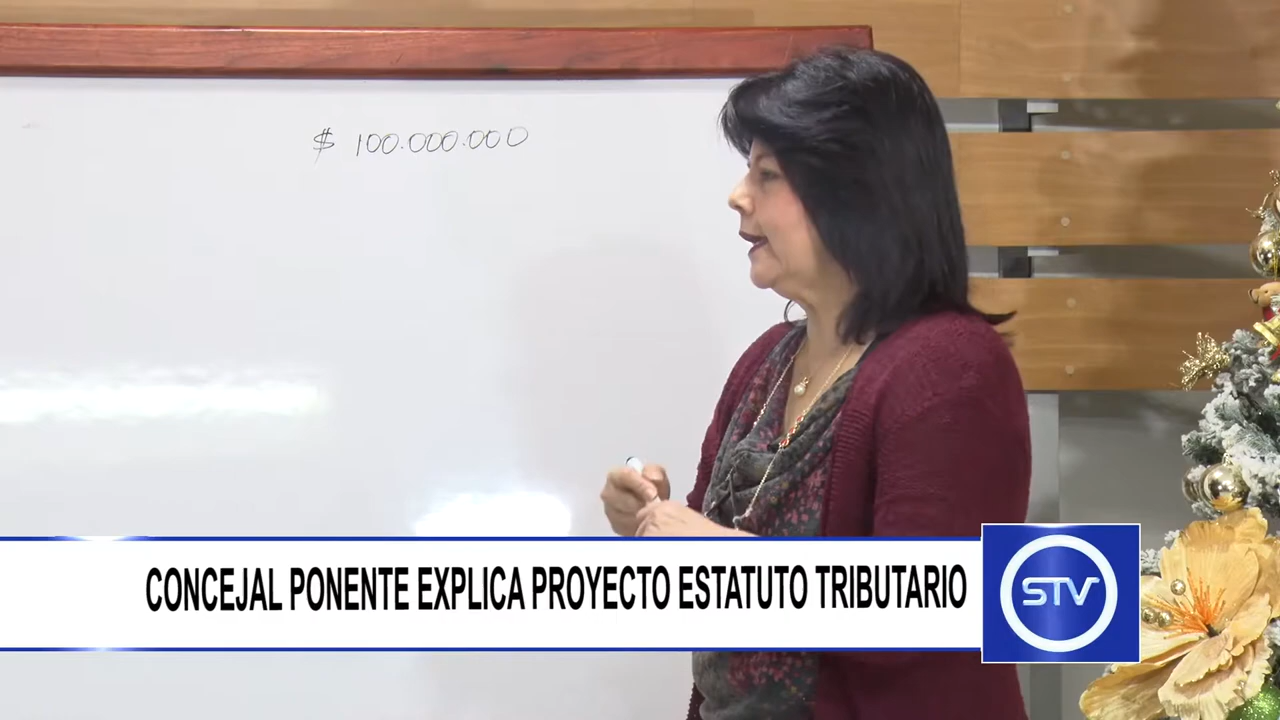 $ 100.000.000
CONCEJAL PONENTE EXPLICA PROYECTO ESTATUTO TRIBUTARIO
STV